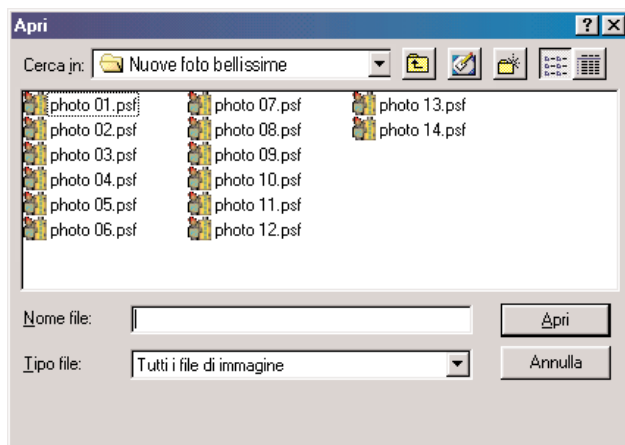 Apri
Cerca in: Nuove foto bellissime
photo 01.psf photo 07.psf photo 13.psf
photo 02.psf photo 08.psf photo 14.psf
photo 03.psf photo 09.psf
photo 04.psf photo 10.psf
photo 05.psf photo 11.psf
photo 06.psf photo 12.psf
Nome file: Apri
Tipo file: Tutti i file di immagine Annulla